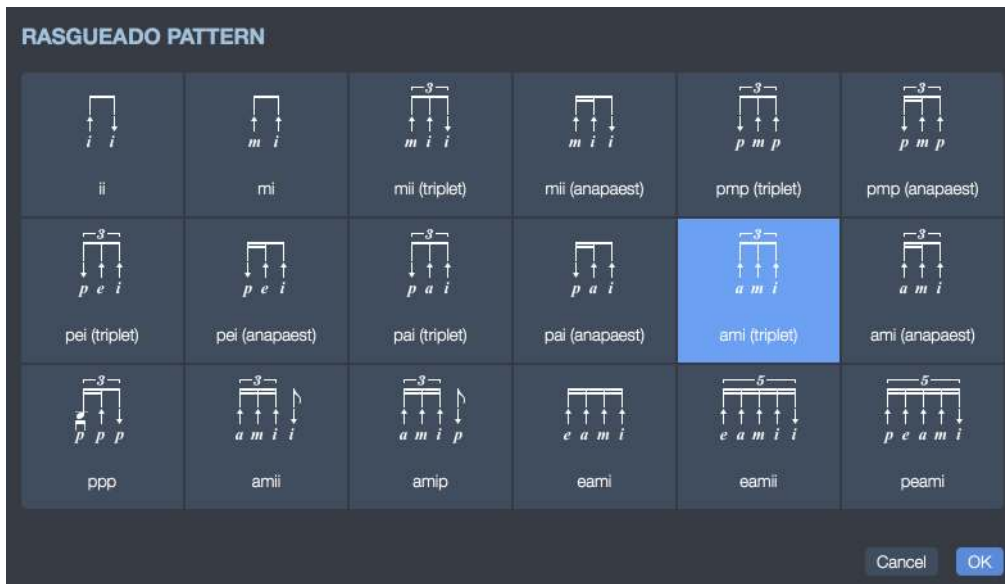 RASGUEADO PATTERN
3 3 3
i i m i m i i m i i p m p p m p
ii mi mii (triplet) mii (anapaest) pmp (triplet) pmp (anapaest)
3 3 3 3
p e i p e i p a i p a i a m i a m i
pei (triplet) pei (anapaest) pai (triplet) pai (anapaest) ami (triplet) ami (anapaest)
3 3 3 5 5
p p p a m i i a m i p e a m i e a m i i p e a m i
ppp amii amip eami eamii peami
Cancel OK